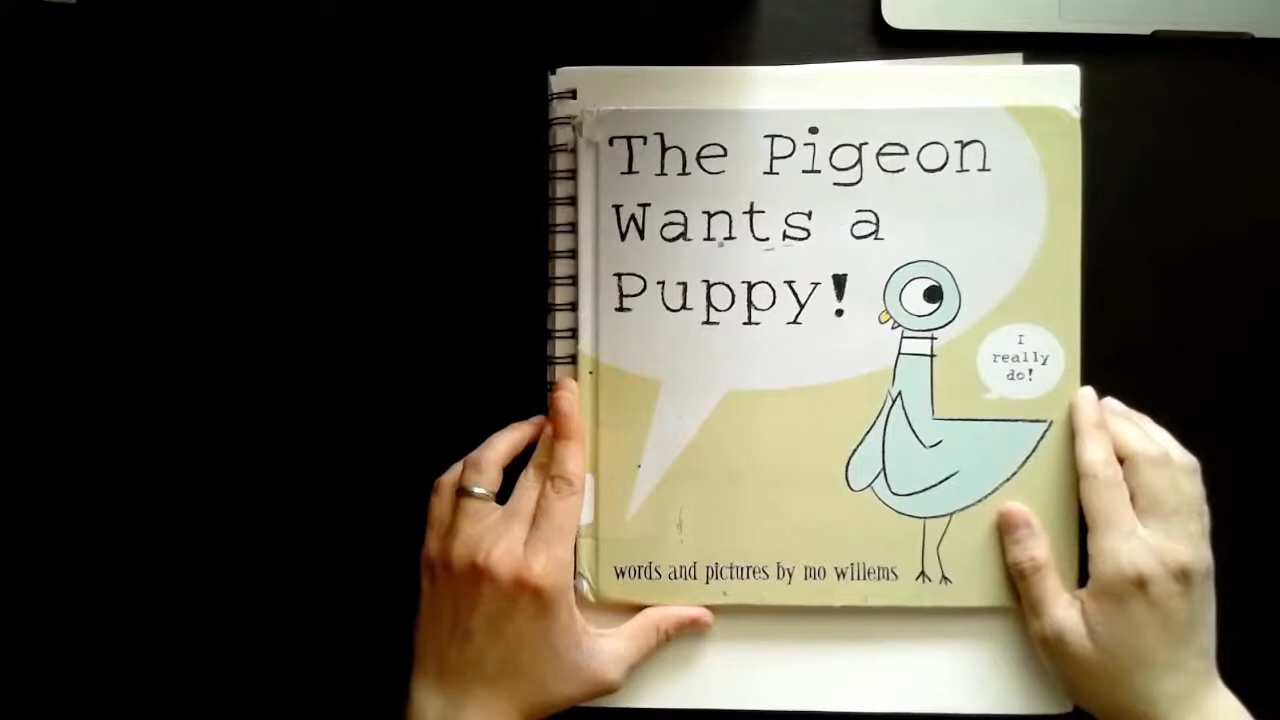 The Pigeon
Wants a
Puppy!
I
really
do!
words and pictures by mo willems